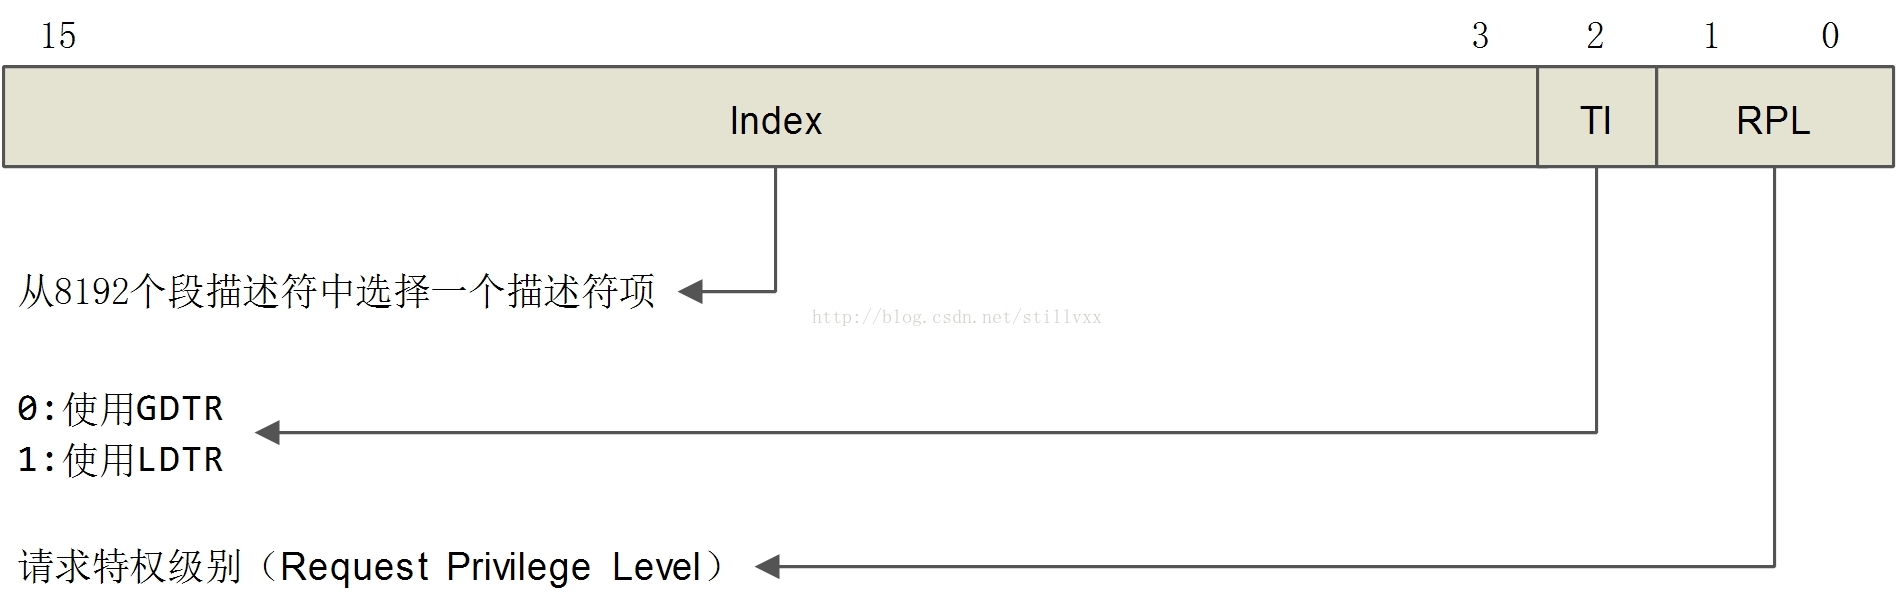 15 3 2 1 0
Index TI RPL
从8192个段描述符中选择一个描述符项
http://blog.csdn.net/stillvxx
0:使用GDTR
1:使用LDTR
请求特权级别（Request Privilege Level）